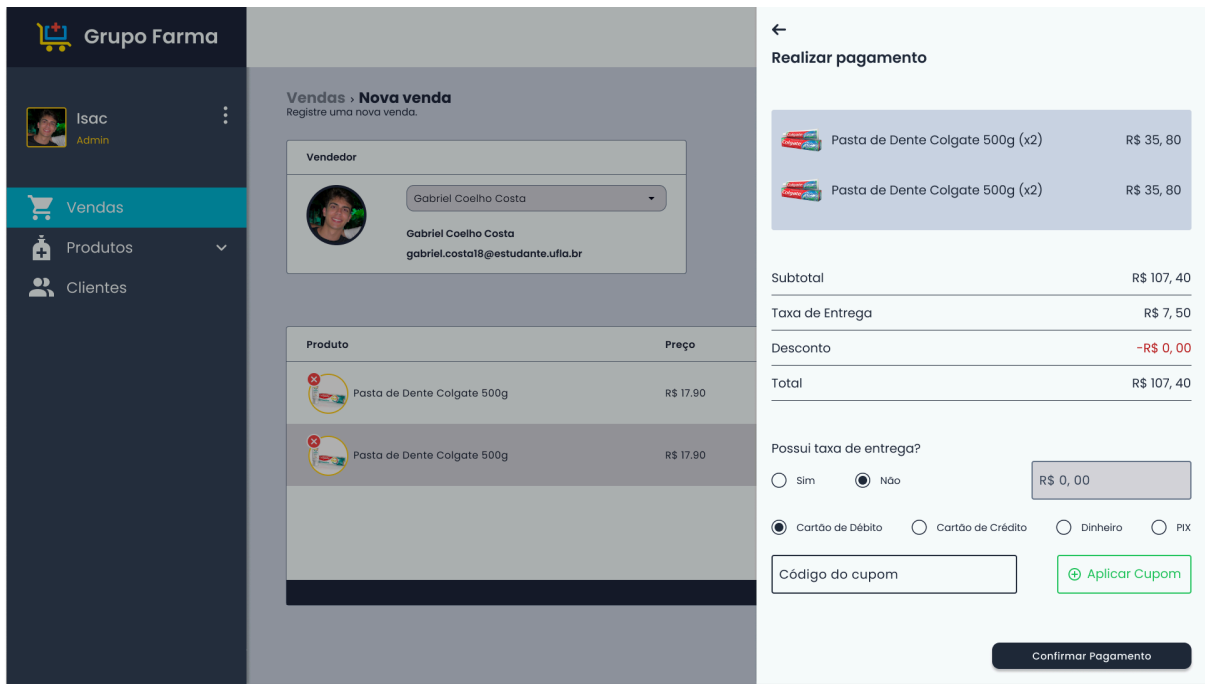 Grupo Farma
Isac
Admin
Vendas
Produtos
Clientes
Vendas › Nova venda
Registre uma nova venda.
Vendedor
Gabriel Coelho Costa
Gabriel Coelho Costa
gabriel.costa18@estudante.ufla.br
Produto Preço
Pasta de Dente Colgate 500g R$ 17.90
Pasta de Dente Colgate 500g R$ 17.90
Realizar pagamento
Pasta de Dente Colgate 500g (x2) R$ 35, 80
Pasta de Dente Colgate 500g (x2) R$ 35, 80
Subtotal R$ 107, 40
Taxa de Entrega R$ 7, 50
Desconto -R$ 0, 00
Total R$ 107, 40
Possui taxa de entrega?
Sim Não R$ 0, 00
Cartão de Débito Cartão de Crédito Dinheiro PIX
Código do cupom Aplicar Cupom
Confirmar Pagamento